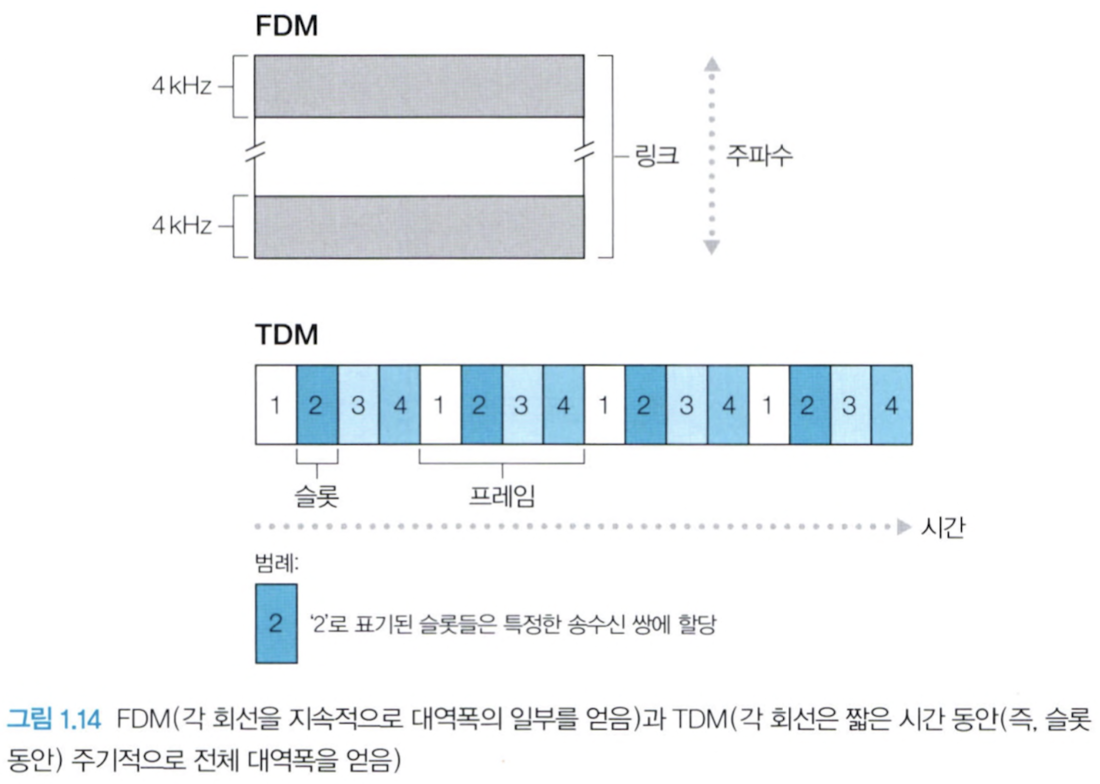 FDM
4kHz
링크
주파수
4kHz
TDM
1 2 3 4 1 2 3 4 1 2 3 4 1 2 3 4
슬롯
프레임
시간
범례:
2
‘2’로 표기된 슬롯들은 특정한 송수신 쌍에 할당
그림 1.14 FDM(각 회선을 지속적으로 대역폭의 일부를 얻음)과 TDM(각 회선은 짧은 시간 동안(즉, 슬롯
동안) 주기적으로 전체 대역폭을 얻음)